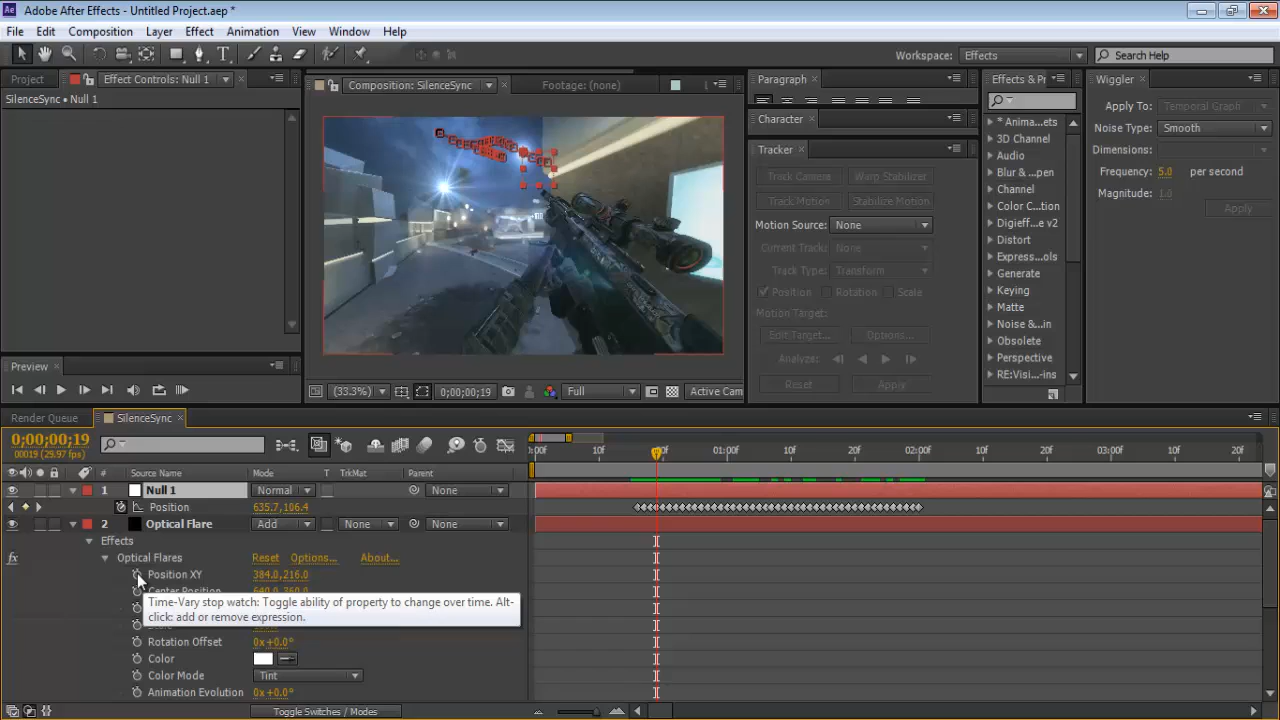 Ae Adobe After Effects - Untitled Project.aep *
File Edit Composition Layer Effect Animation View Window Help
Workspace: Effects Search Help
Project Effect Controls: Null 1
SilenceSync • Null 1
Composition: SilenceSync Footage: (none)
Paragraph
Character
Tracker
Track Camera Warp Stabilizer
Track Motion Stabilize Motion
Motion Source: None
Current Track: None
Track Type: Transform
Position Rotation Scale
Motion Target:
Edit Target... Options...
Analyze:
Reset Apply
Effects & Pr
* Anima...ets
3D Channel
Audio
Blur & ...pen
Channel
Color C...tion
Digieff...e v2
Distort
Express...ols
Generate
Keying
Matte
Noise &...in
Obsolete
Perspective
RE:Visi...-ins
Wiggler
Apply To: Temporal Graph
Noise Type: Smooth
Dimensions:
Frequency: 5.0 per second
Magnitude: 1.0
Apply
Preview
(33.3%) 0;00;00;19 Full Active Cam
Render Queue SilenceSync
0;00;00;19
00019 (29.97 fps)
:00f 10f 20f 01:00f 10f 20f 02:00f 10f 20f
# Source Name Mode T TrkMat Parent
1 Null 1 Normal None
Position 635.7,106.4
2 Optical Flare Add None None
Effects
fx Optical Flares Reset Options... About...
Position XY 384.0,216.0
Center Position 640.0,360.0
Time-Vary stop watch: Toggle ability of property to change over time. Alt-
click: add or remove expression.
Rotation Offset 0x+0.0°
Color
Color Mode Tint
Animation Evolution 0x+0.0°
Toggle Switches / Modes